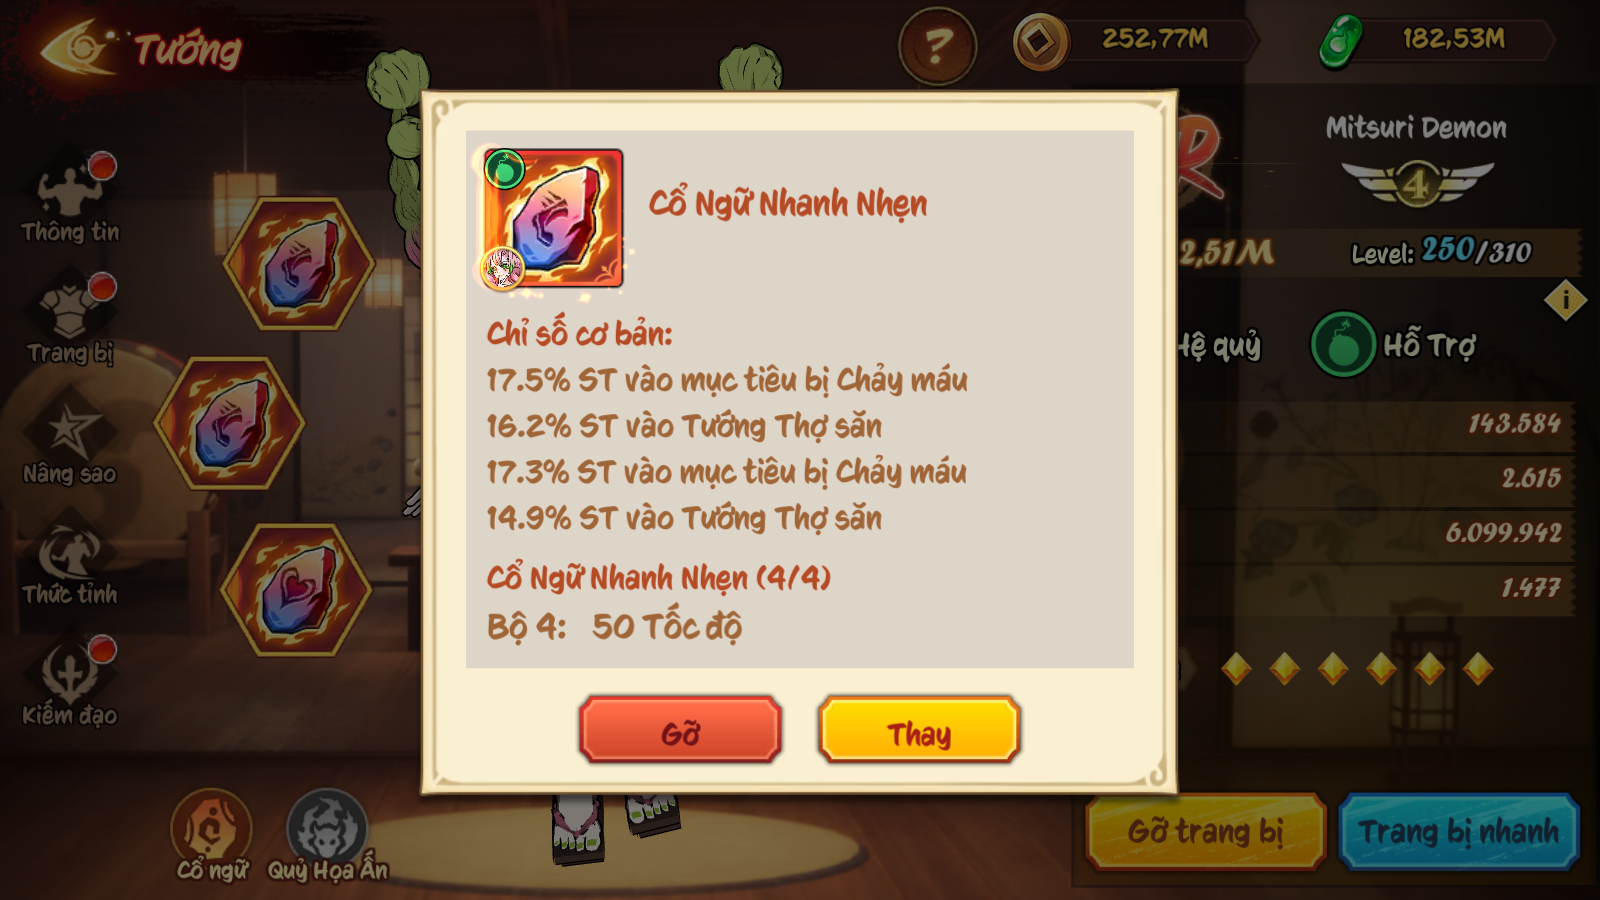 Tướng
?
252,77M
182,53M
Mitsuri Demon
4
R
2,51M
Level: 250/310
i
Thông tin
Trang bị
Nâng sao
Thức tỉnh
Kiếm đạo
Cổ Ngữ Nhanh Nhẹn
Chỉ số cơ bản:
17.5% ST vào mục tiêu bị Chảy máu
16.2% ST vào Tướng Thợ săn
17.3% ST vào mục tiêu bị Chảy máu
14.9% ST vào Tướng Thợ săn
Cổ Ngữ Nhanh Nhẹn (4/4)
Bộ 4: 50 Tốc độ
Gỡ
Thay
Hệ quỷ
Hỗ Trợ
143.584
2.615
6.099.942
1.477
Cổ ngữ
Quỷ Họa Ấn
Gỡ trang bị
Trang bị nhanh